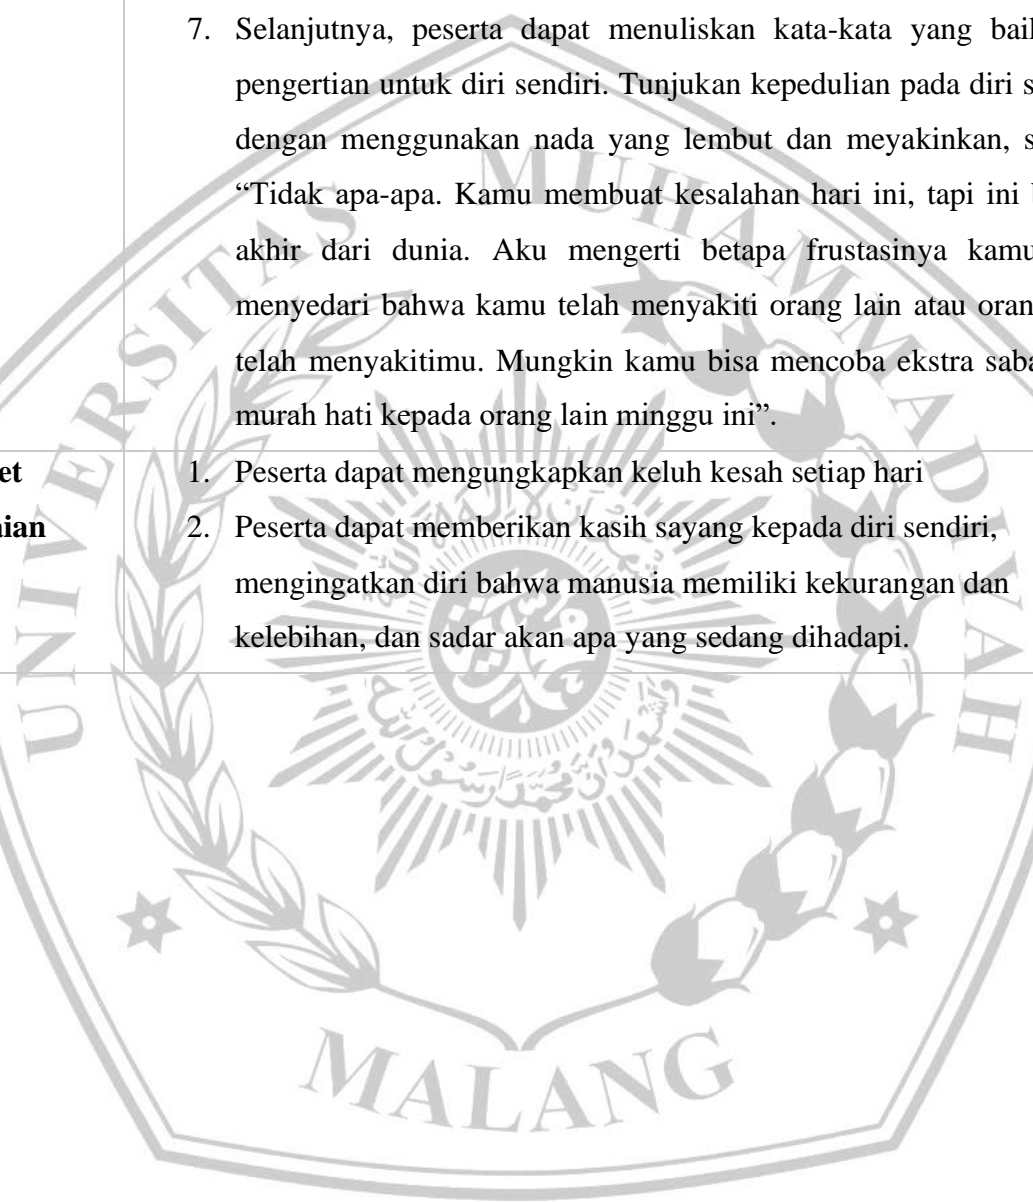 7. Selanjutnya, peserta dapat menuliskan kata-kata yang baik
pengertian untuk diri sendiri. Tunjukan kepedulian pada diri s
dengan menggunakan nada yang lembut dan meyakinkan, s
“Tidak apa-apa. Kamu membuat kesalahan hari ini, tapi ini
akhir dari dunia. Aku mengerti betapa frustasinya kamu
menyedari bahwa kamu telah menyakiti orang lain atau oran
telah menyakitimu. Mungkin kamu bisa mencoba ekstra saba
murah hati kepada orang lain minggu ini”.
et 1. Peserta dapat mengungkapkan keluh kesah setiap hari
aian 2. Peserta dapat memberikan kasih sayang kepada diri sendiri,
mengingatkan diri bahwa manusia memiliki kekurangan dan
kelebihan, dan sadar akan apa yang sedang dihadapi.
UNIVERSITAS MUHAMMADIYAH
MALANG